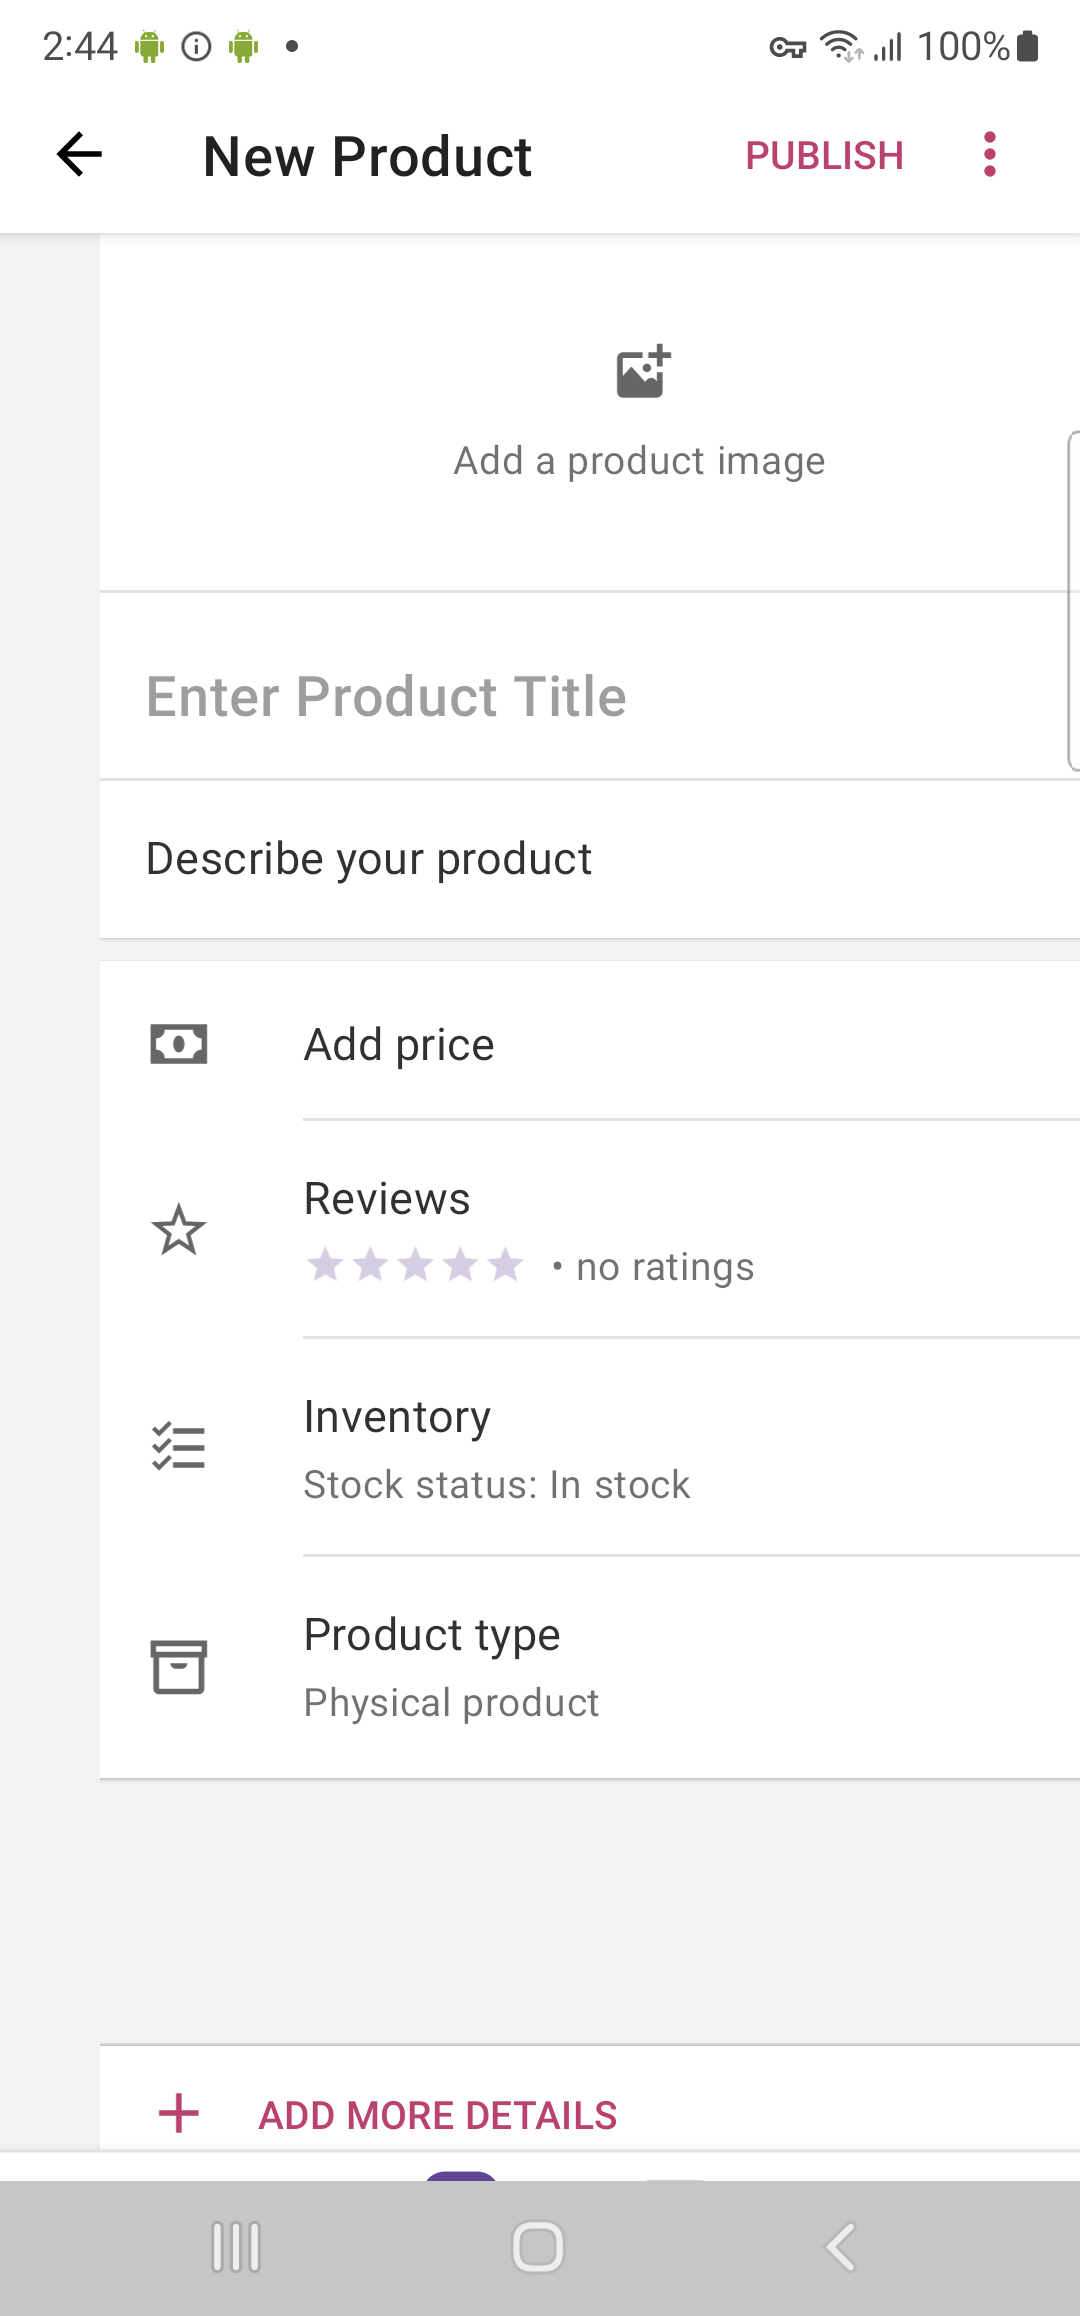 2:44
100%
New Product
PUBLISH
Add a product image
Enter Product Title
Describe your product
Add price
Reviews
• no ratings
Inventory
Stock status: In stock
Product type
Physical product
ADD MORE DETAILS